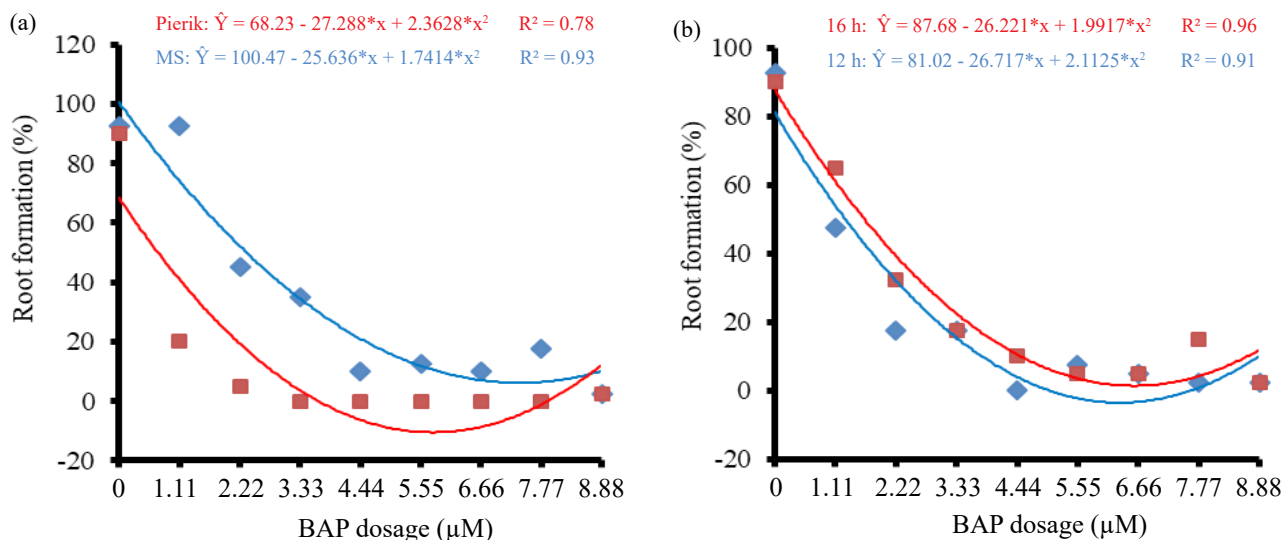 (a)
Pierik: Ŷ = 68.23 - 27.288*x + 2.3628*x² R² = 0.78
MS: Ŷ = 100.47 - 25.636*x + 1.7414*x² R² = 0.93
120
100
80
60
40
20
0
-20
Root formation (%)
0 1.11 2.22 3.33 4.44 5.55 6.66 7.77 8.88
BAP dosage (µM)
(b)
16 h: Ŷ = 87.68 - 26.221*x + 1.9917*x² R² = 0.96
12 h: Ŷ = 81.02 - 26.717*x + 2.1125*x² R² = 0.91
100
80
60
40
20
0
-20
Root formation (%)
0 1.11 2.22 3.33 4.44 5.55 6.66 7.77 8.88
BAP dosage (µM)